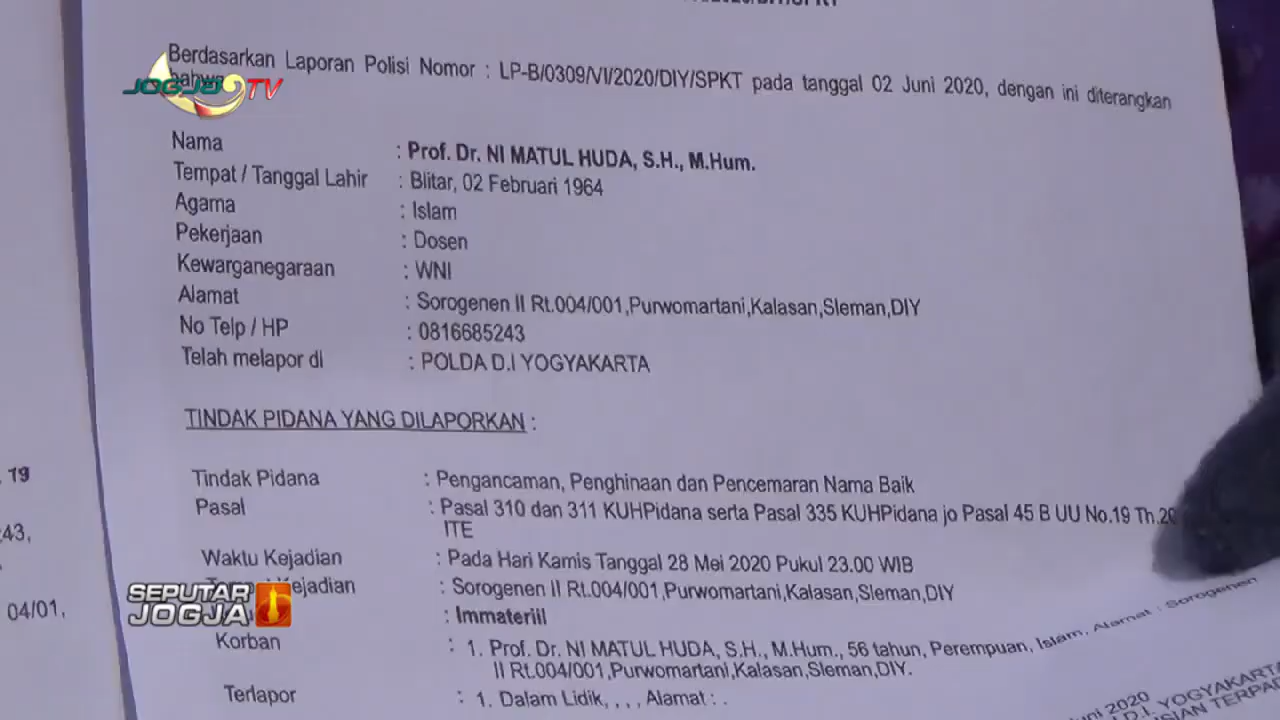 Berdasarkan Laporan Polisi Nomor : LP-B/0309/VI/2020/DIY/SPKT pada tanggal 02 Juni 2020, dengan ini diterangkan
bahwa
JOGJA TV
Nama : Prof. Dr. NI MATUL HUDA, S.H., M.Hum.
Tempat / Tanggal Lahir : Blitar, 02 Februari 1964
Agama : Islam
Pekerjaan : Dosen
Kewarganegaraan : WNI
Alamat : Sorogenen II Rt.004/001,Purwomartani,Kalasan,Sleman,DIY
No Telp / HP : 0816685243
Telah melapor di : POLDA D.I YOGYAKARTA
TINDAK PIDANA YANG DILAPORKAN :
Tindak Pidana : Pengancaman, Penghinaan dan Pencemaran Nama Baik
Pasal : Pasal 310 dan 311 KUHPidana serta Pasal 335 KUHPidana jo Pasal 45 B UU No.19 Th.20
ITE
Waktu Kejadian : Pada Hari Kamis Tanggal 28 Mei 2020 Pukul 23.00 WIB
Kejadian : Sorogenen II Rt.004/001,Purwomartani,Kalasan,Sleman,DIY
: Immateriil
Korban : 1. Prof. Dr. NI MATUL HUDA, S.H., M.Hum., 56 tahun, Perempuan, Islam, Alamat : Sorogenen
II Rt.004/001,Purwomartani,Kalasan,Sleman,DIY.
Terlapor : 1. Dalam Lidik, , , , Alamat : .
SEPUTAR
JOGJA
19
43,
04/01,
uni 2020
D.I. YOGYAKARTA
SIAN TERPAD